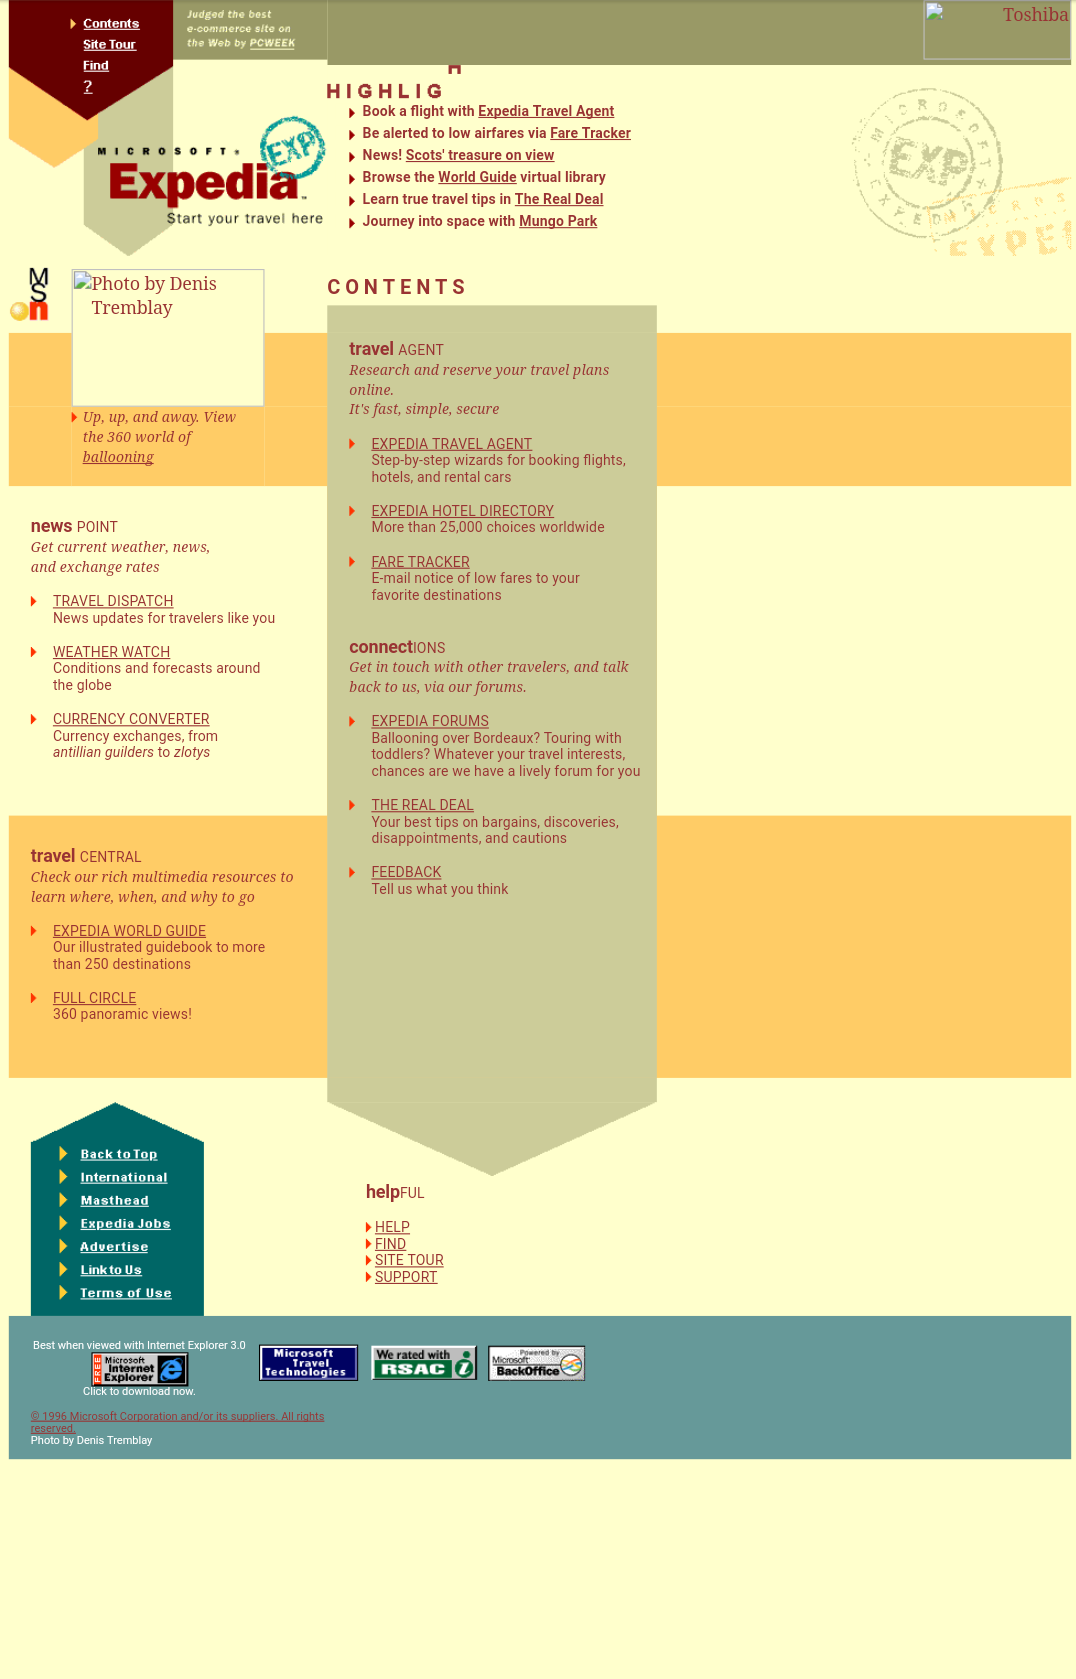 Contents
Site Tour
Find
?
Judged the best
e-commerce site on
the Web by PCWEEK
Toshiba
HIGHLIG
Book a flight with Expedia Travel Agent
Be alerted to low airfares via Fare Tracker
News! Scots' treasure on view
Browse the World Guide virtual library
Learn true travel tips in The Real Deal
Journey into space with Mungo Park
MICROSOFT
EXP
EXPEDIA
MICROSOFT®
EXP
Expedia™
Start your travel here
MSn
Photo by Denis
Tremblay
Up, up, and away. View
the 360 world of
ballooning
CONTENTS
travel AGENT
Research and reserve your travel plans
online.
It's fast, simple, secure
EXPEDIA TRAVEL AGENT
Step-by-step wizards for booking flights,
hotels, and rental cars
EXPEDIA HOTEL DIRECTORY
More than 25,000 choices worldwide
FARE TRACKER
E-mail notice of low fares to your
favorite destinations
connectIONS
Get in touch with other travelers, and talk
back to us, via our forums.
EXPEDIA FORUMS
Ballooning over Bordeaux? Touring with
toddlers? Whatever your travel interests,
chances are we have a lively forum for you
THE REAL DEAL
Your best tips on bargains, discoveries,
disappointments, and cautions
FEEDBACK
Tell us what you think
news POINT
Get current weather, news,
and exchange rates
TRAVEL DISPATCH
News updates for travelers like you
WEATHER WATCH
Conditions and forecasts around
the globe
CURRENCY CONVERTER
Currency exchanges, from
antillian guilders to zlotys
travel CENTRAL
Check our rich multimedia resources to
learn where, when, and why to go
EXPEDIA WORLD GUIDE
Our illustrated guidebook to more
than 250 destinations
FULL CIRCLE
360 panoramic views!
Back to Top
International
Masthead
Expedia Jobs
Advertise
Link to Us
Terms of Use
helpFUL
HELP
FIND
SITE TOUR
SUPPORT
Best when viewed with Internet Explorer 3.0
FREE
Microsoft
Internet
Explorer
Click to download now.
Microsoft
Travel
Technologies
We rated with
RSAC i
Powered by
Microsoft®
BackOffice
© 1996 Microsoft Corporation and/or its suppliers. All rights
reserved.
Photo by Denis Tremblay